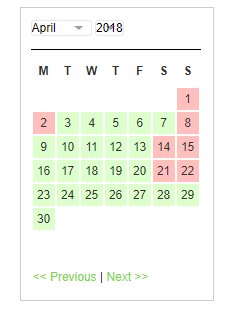 April 2018
M T W T F S S
1
2 3 4 5 6 7 8
9 10 11 12 13 14 15
16 17 18 19 20 21 22
23 24 25 26 27 28 29
30
<< Previous | Next >>